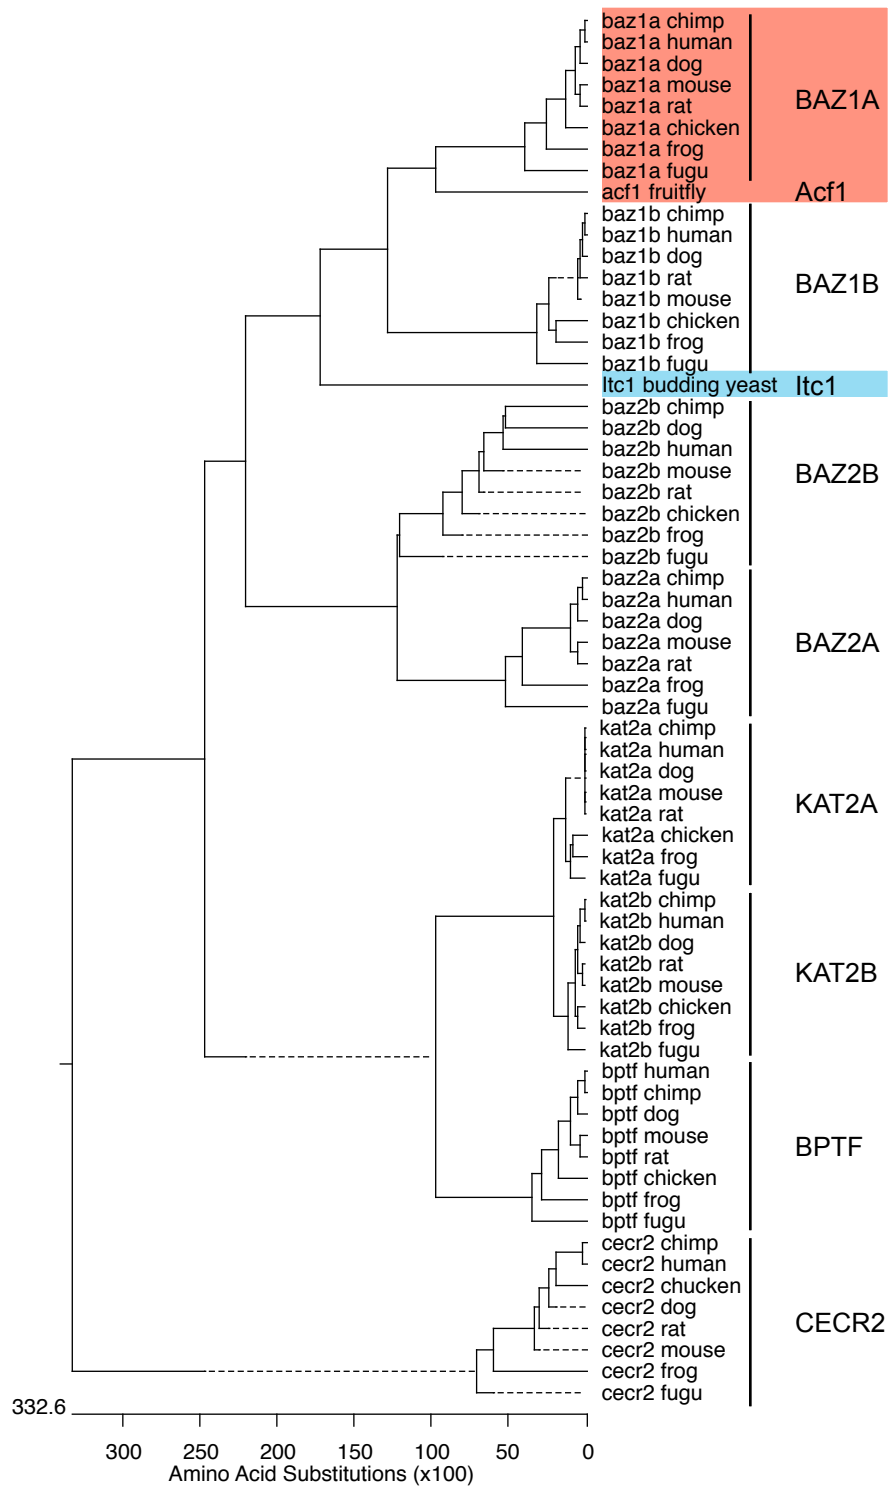 baz1a chimp
baz1a human
baz1a dog
baz1a mouse
baz1a rat
baz1a chicken
baz1a frog
baz1a fugu
BAZ1A
acf1 fruitfly
Acf1
baz1b chimp
baz1b human
baz1b dog
baz1b rat
baz1b mouse
baz1b chicken
baz1b frog
baz1b fugu
BAZ1B
Itc1 budding yeast
Itc1
baz2b chimp
baz2b dog
baz2b human
baz2b mouse
baz2b rat
baz2b chicken
baz2b frog
baz2b fugu
BAZ2B
baz2a chimp
baz2a human
baz2a dog
baz2a mouse
baz2a rat
baz2a frog
baz2a fugu
BAZ2A
kat2a chimp
kat2a human
kat2a dog
kat2a mouse
kat2a rat
kat2a chicken
kat2a frog
kat2a fugu
KAT2A
kat2b chimp
kat2b human
kat2b dog
kat2b rat
kat2b mouse
kat2b chicken
kat2b frog
kat2b fugu
KAT2B
bptf human
bptf chimp
bptf dog
bptf mouse
bptf rat
bptf chicken
bptf frog
bptf fugu
BPTF
cecr2 chimp
cecr2 human
cecr2 chucken
cecr2 dog
cecr2 rat
cecr2 mouse
cecr2 frog
cecr2 fugu
CECR2
332.6
300 250 200 150 100 50 0
Amino Acid Substitutions (x100)